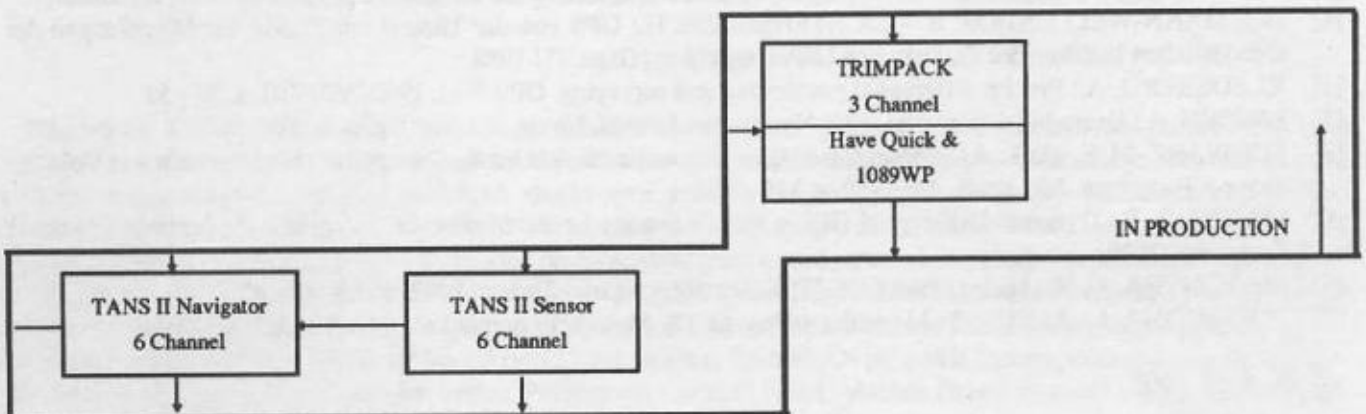 TRIMPACK
3 Channel
Have Quick &
1089WP
IN PRODUCTION
TANS II Navigator
6 Channel
TANS II Sensor
6 Channel